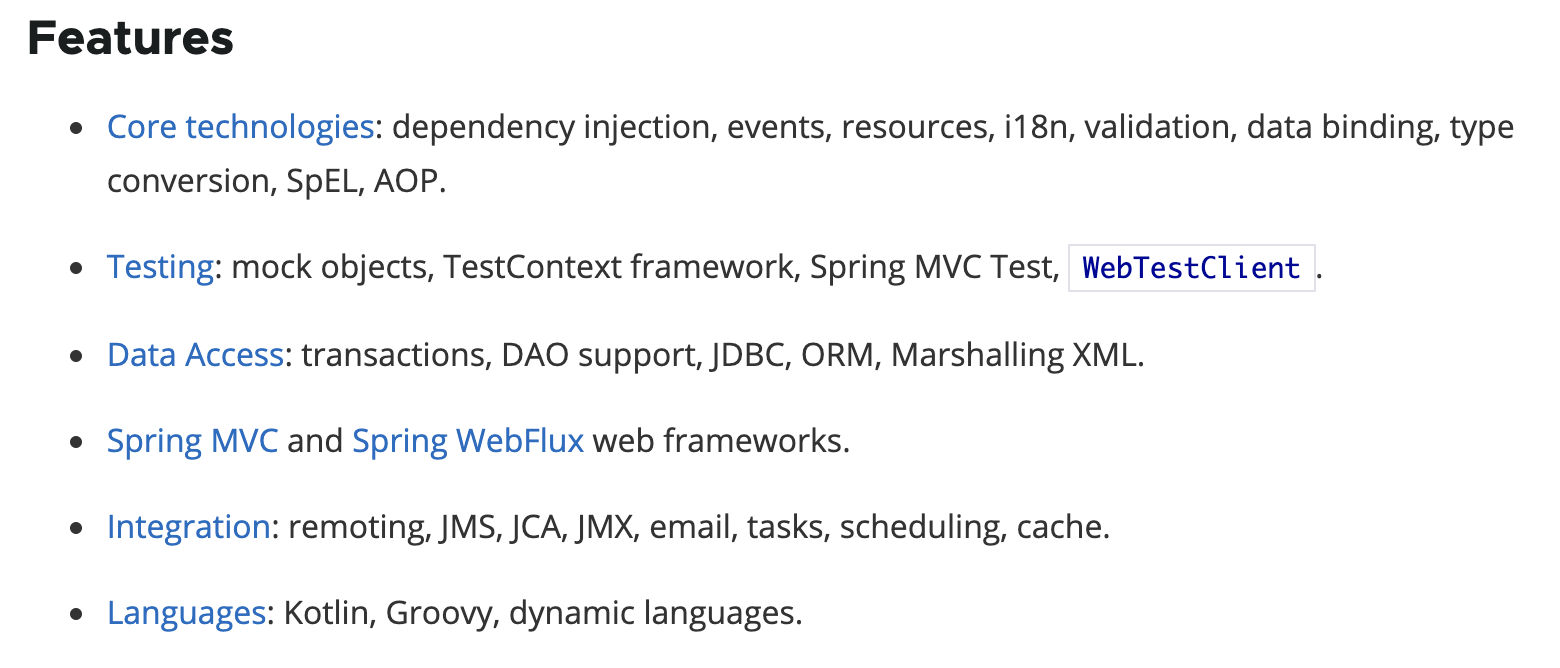 Features
• Core technologies: dependency injection, events, resources, i18n, validation, data binding, type
conversion, SpEL, AOP.
• Testing: mock objects, TestContext framework, Spring MVC Test, WebTestClient.
• Data Access: transactions, DAO support, JDBC, ORM, Marshalling XML.
• Spring MVC and Spring WebFlux web frameworks.
• Integration: remoting, JMS, JCA, JMX, email, tasks, scheduling, cache.
• Languages: Kotlin, Groovy, dynamic languages.